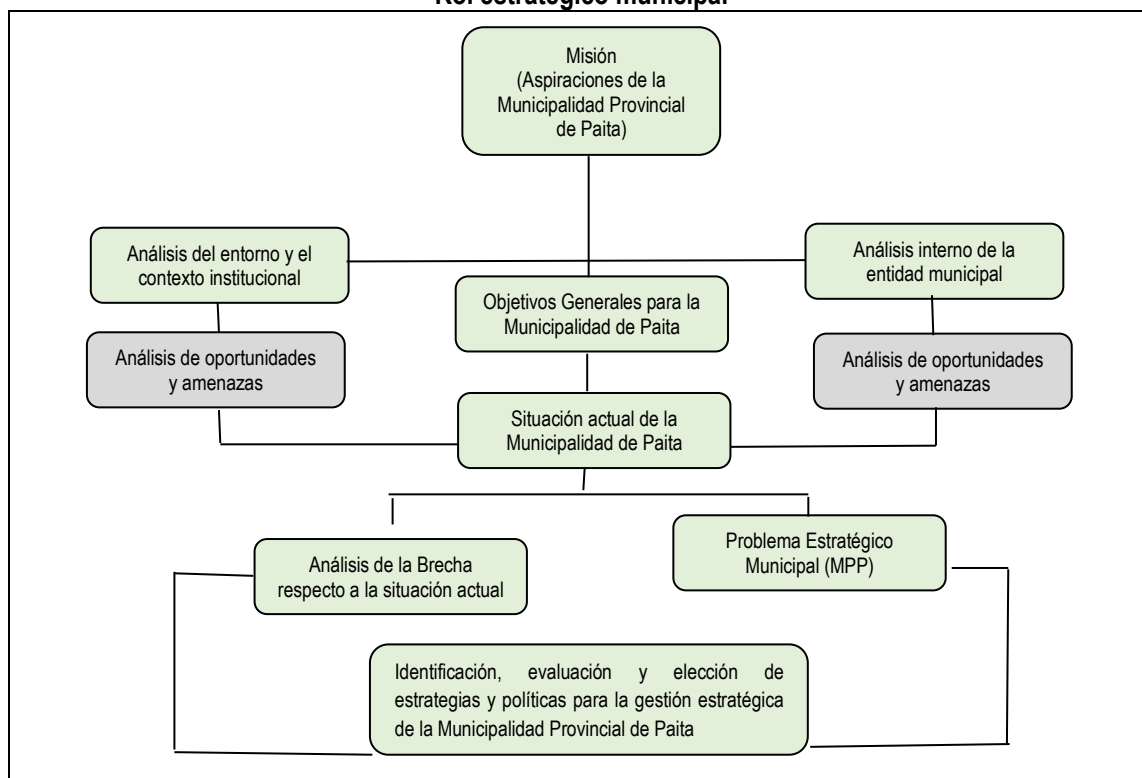 Rol estratégico municipal
Misión
(Aspiraciones de la
Municipalidad Provincial
de Paita)
Análisis del entorno y el
contexto institucional
Análisis interno de la
entidad municipal
Objetivos Generales para la
Municipalidad de Paita
Análisis de oportunidades
y amenazas
Análisis de oportunidades
y amenazas
Situación actual de la
Municipalidad de Paita
Análisis de la Brecha
respecto a la situación actual
Problema Estratégico
Municipal (MPP)
Identificación, evaluación y elección de
estrategias y políticas para la gestión estratégica
de la Municipalidad Provincial de Paita